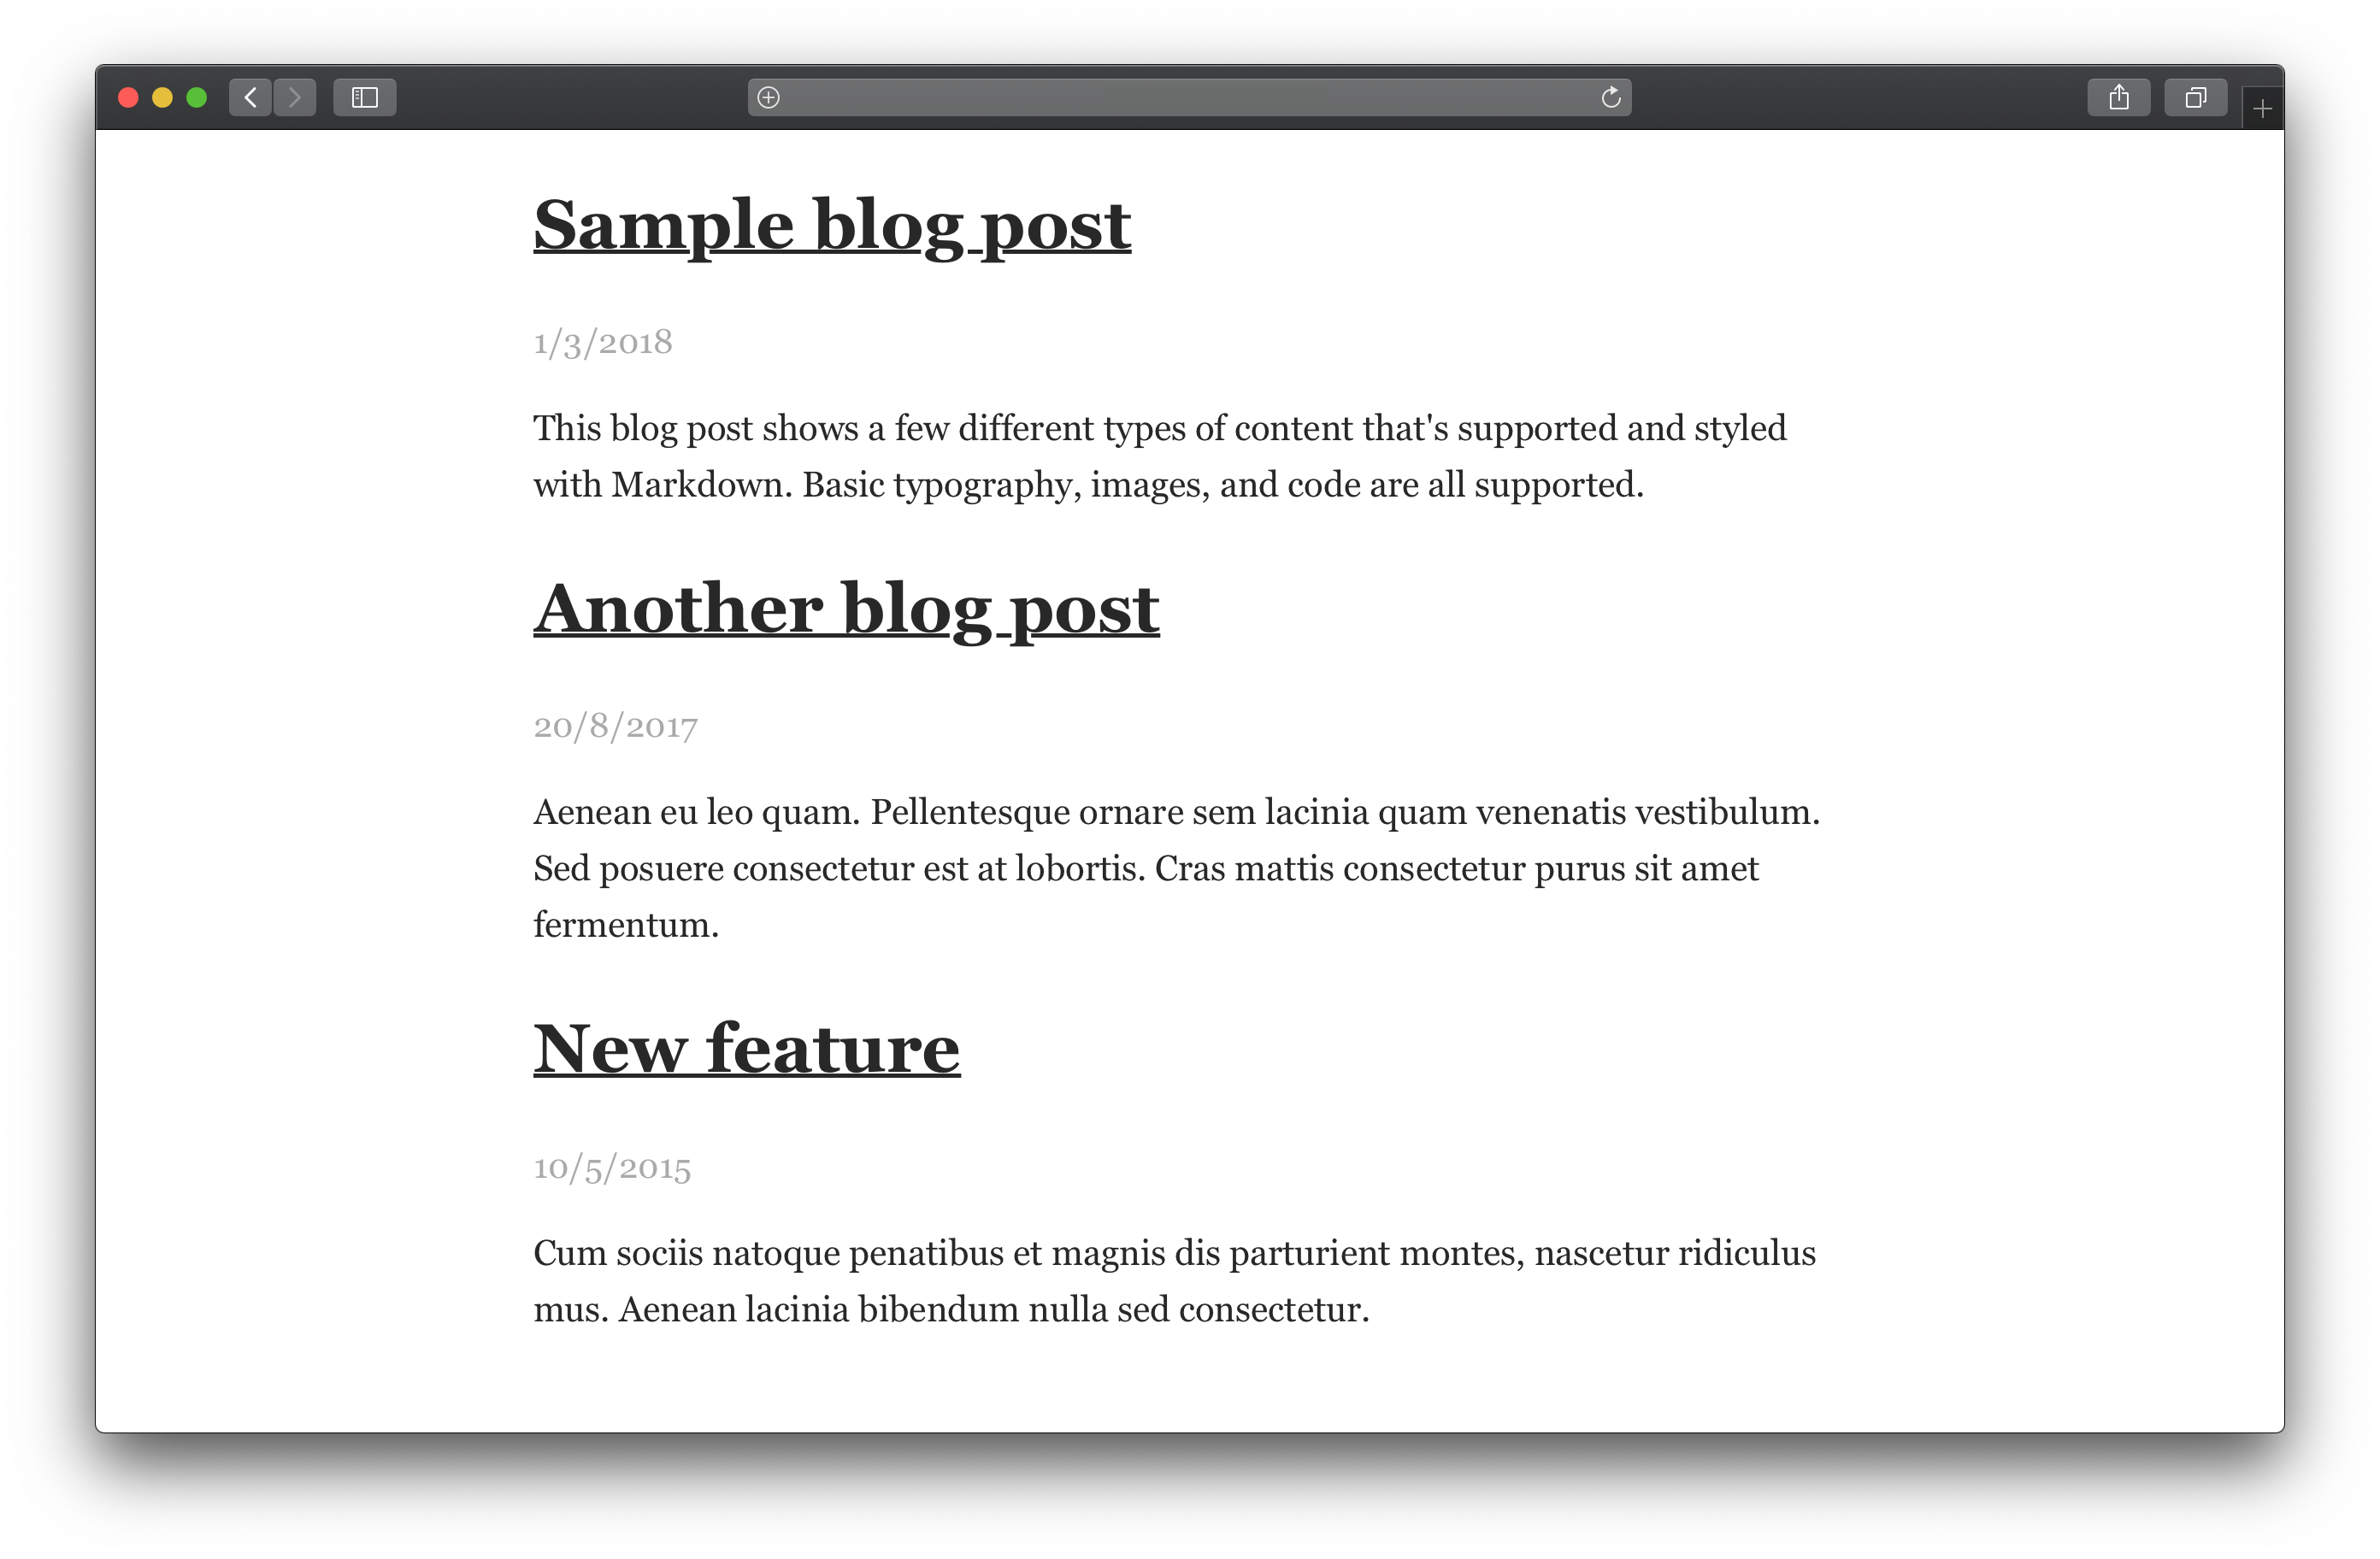 Sample blog post
1/3/2018
This blog post shows a few different types of content that's supported and styled
with Markdown. Basic typography, images, and code are all supported.
Another blog post
20/8/2017
Aenean eu leo quam. Pellentesque ornare sem lacinia quam venenatis vestibulum.
Sed posuere consectetur est at lobortis. Cras mattis consectetur purus sit amet
fermentum.
New feature
10/5/2015
Cum sociis natoque penatibus et magnis dis parturient montes, nascetur ridiculus
mus. Aenean lacinia bibendum nulla sed consectetur.